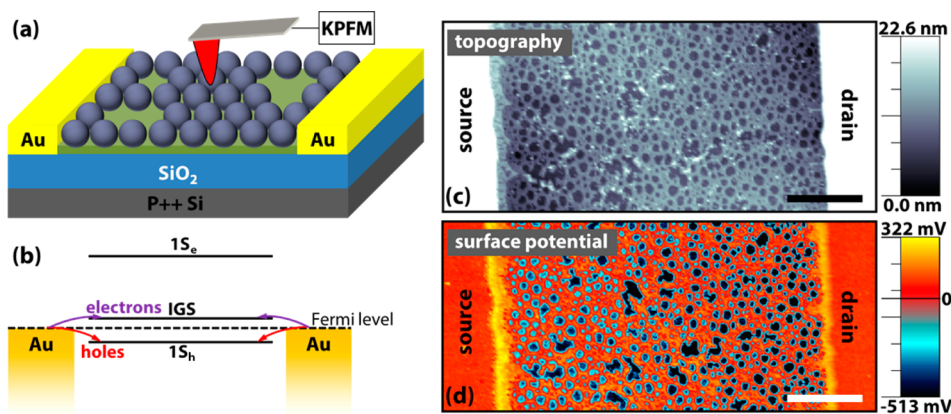 (a)
KPFM
Au
Au
SiO₂
P++ Si
(b)
1Sₑ
electrons IGS
Fermi level
Au
Au
holes
1Sₕ
topography
source
drain
(c)
22.6 nm
0.0 nm
surface potential
source
drain
(d)
322 mV
0
-513 mV